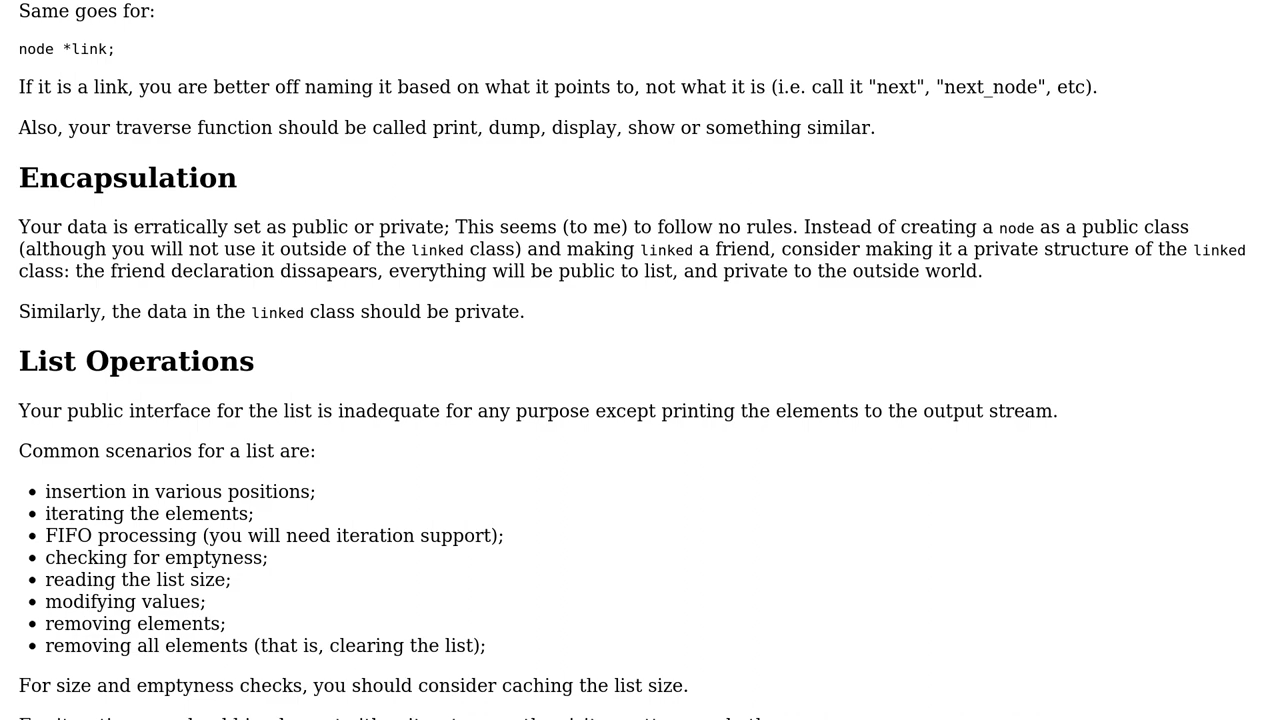 Same goes for:
node *link;
If it is a link, you are better off naming it based on what it points to, not what it is (i.e. call it "next", "next_node", etc).
Also, your traverse function should be called print, dump, display, show or something similar.
Encapsulation
Your data is erratically set as public or private; This seems (to me) to follow no rules. Instead of creating a node as a public class
(although you will not use it outside of the linked class) and making linked a friend, consider making it a private structure of the linked
class: the friend declaration dissapears, everything will be public to list, and private to the outside world.
Similarly, the data in the linked class should be private.
List Operations
Your public interface for the list is inadequate for any purpose except printing the elements to the output stream.
Common scenarios for a list are:
• insertion in various positions;
• iterating the elements;
• FIFO processing (you will need iteration support);
• checking for emptyness;
• reading the list size;
• modifying values;
• removing elements;
• removing all elements (that is, clearing the list);
For size and emptyness checks, you should consider caching the list size.